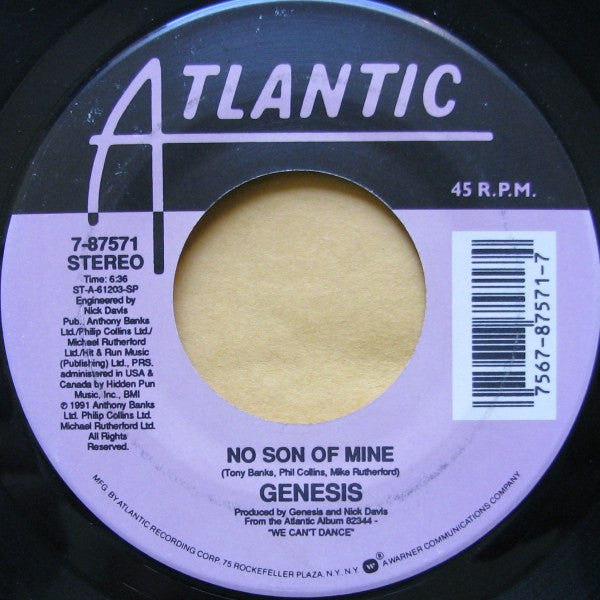 ATLANTIC
45 R.P.M.
7-87571
STEREO
Time: 6:36
ST-A-61203-SP
Engineered by
Nick Davis
Pub., Anthony Banks
Ltd./Philip Collins Ltd./
Michael Rutherford
Ltd./Hit & Run Music
(Publishing) Ltd., PRS,
administered in USA &
Canada by Hidden Pun
Music, Inc., BMI
℗ 1991 Anthony Banks
Ltd. Philip Collins Ltd.
Michael Rutherford Ltd.
All Rights
Reserved.
7567-87571-7
NO SON OF MINE
(Tony Banks, Phil Collins, Mike Rutherford)
GENESIS
Produced by Genesis and Nick Davis
From the Atlantic Album 82344 -
"WE CAN'T DANCE"
MFG. BY ATLANTIC RECORDING CORP. 75 ROCKEFELLER PLAZA, N.Y. N.Y. W ® A WARNER COMMUNICATIONS COMPANY